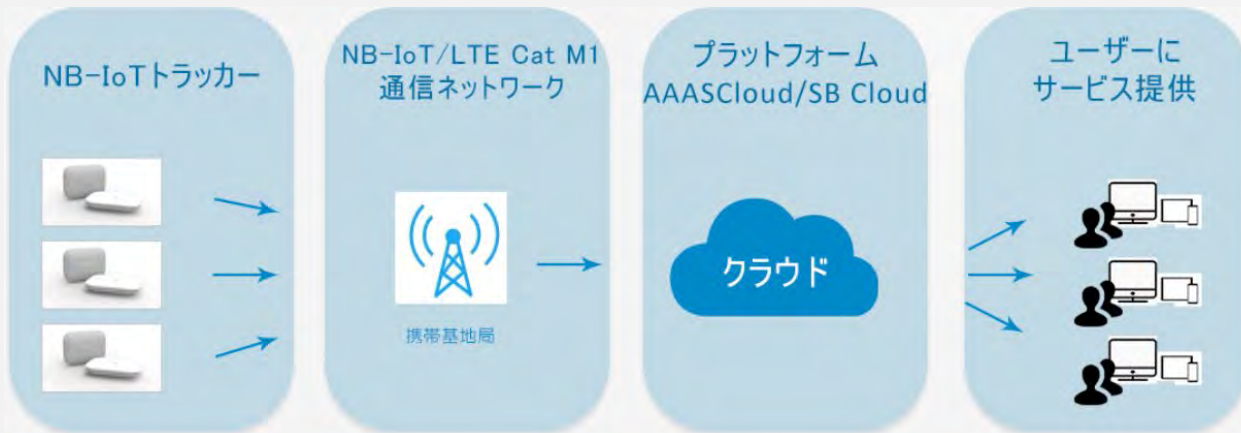 NB-IoTトラッカー
NB-IoT/LTE Cat M1
通信ネットワーク
携帯基地局
プラットフォーム
AAASCloud/SB Cloud
クラウド
ユーザーに
サービス提供